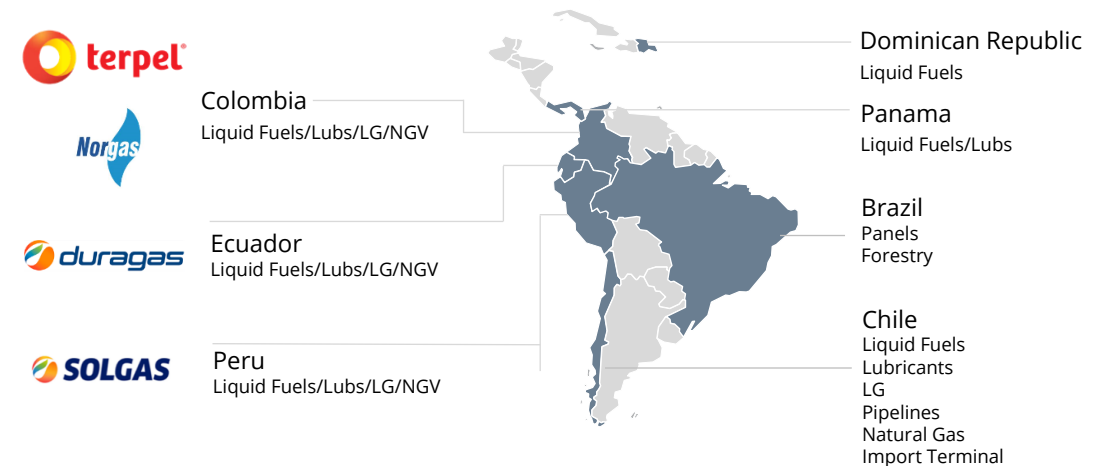 terpel
Norgas
Colombia
Liquid Fuels/Lubs/LG/NGV
duragas
Ecuador
Liquid Fuels/Lubs/LG/NGV
SOLGAS
Peru
Liquid Fuels/Lubs/LG/NGV
Dominican Republic
Liquid Fuels
Panama
Liquid Fuels/Lubs
Brazil
Panels
Forestry
Chile
Liquid Fuels
Lubricants
LG
Pipelines
Natural Gas
Import Terminal